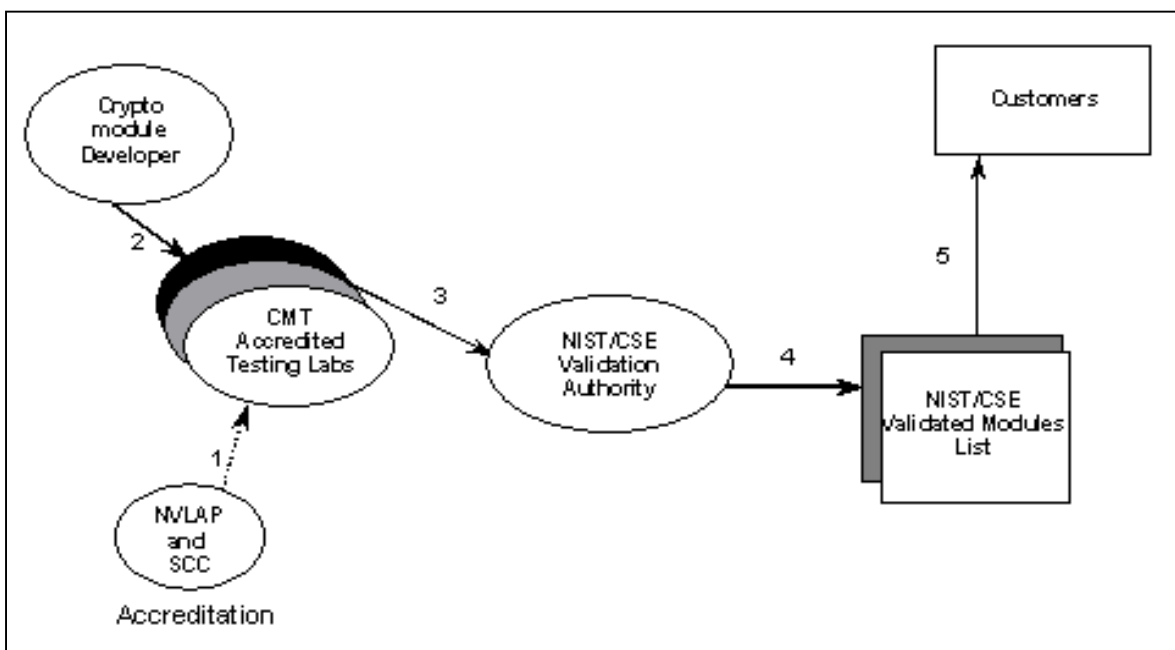 Crypto
module
Developer
Customers
2
5
3
CMT
Accredited
Testing Labs
NIST/CSE
Validation
Authority
4
NIST/CSE
Validated Modules
List
1
NVLAP
and
SCC
Accreditation